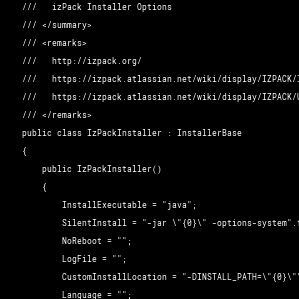 ///   izPack Installer Options
/// </summary>
/// <remarks>
///   http://izpack.org/
///   https://izpack.atlassian.net/wiki/display/IZPACK/
///   https://izpack.atlassian.net/wiki/display/IZPACK/
/// </remarks>
public class IzPackInstaller : InstallerBase
{
public IzPackInstaller()
{
InstallExecutable = "java";
SilentInstall = "-jar \"{0}\" -options-system".
NoReboot = "";
LogFile = "";
CustomInstallLocation = "-DINSTALL_PATH=\"{0}\"
Language = "";